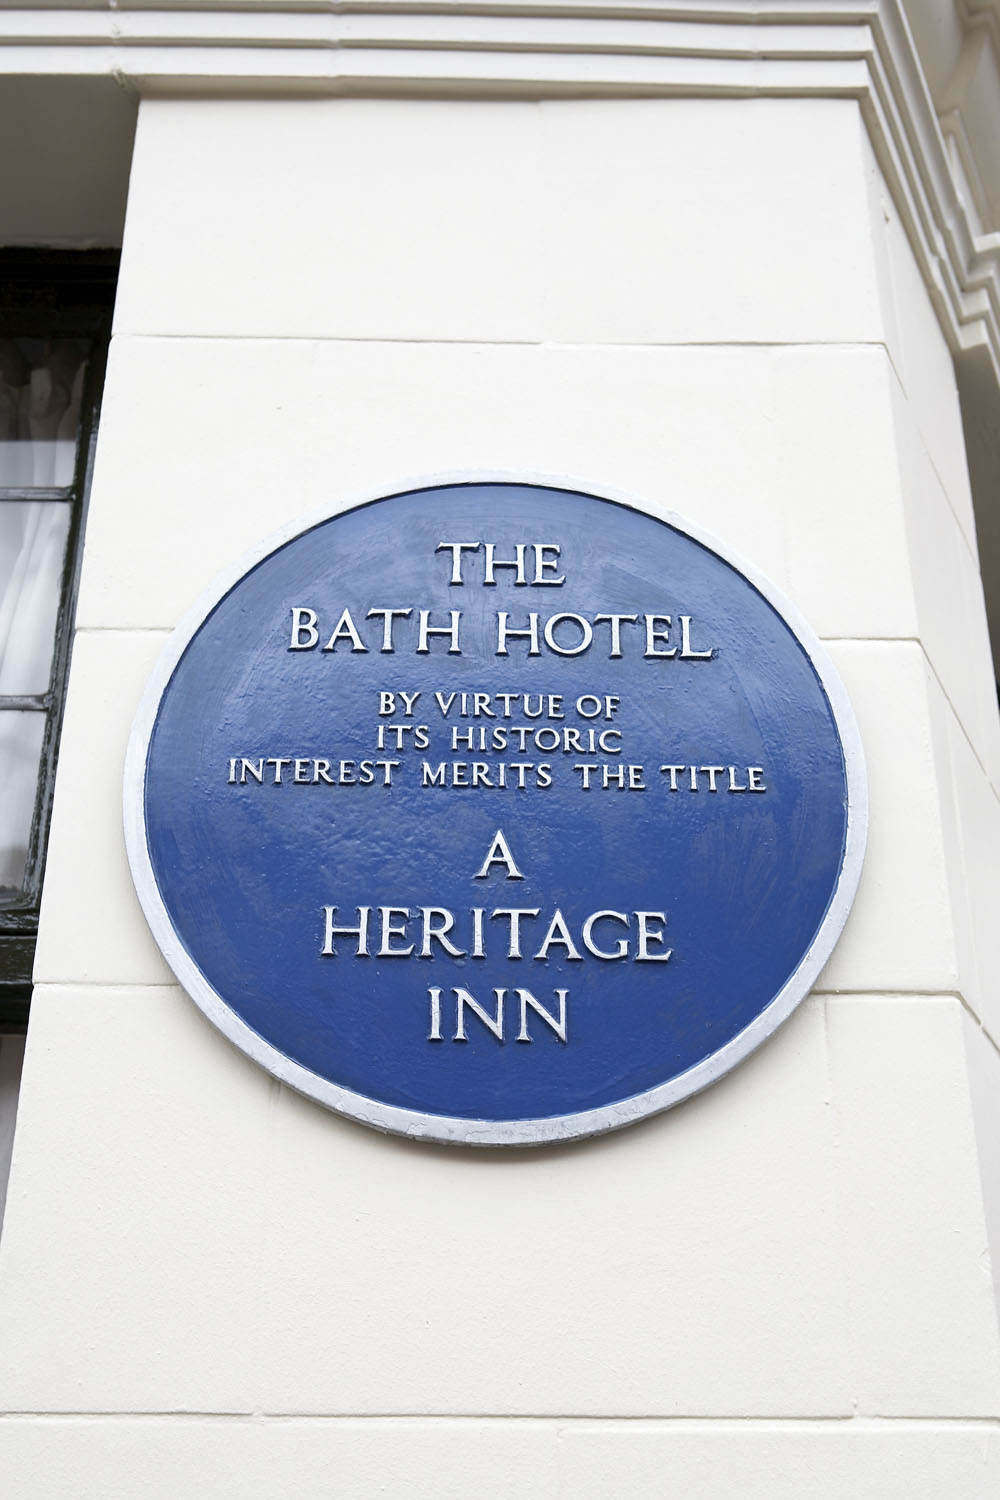 THE
BATH HOTEL
BY VIRTUE OF
ITS HISTORIC
INTEREST MERITS THE TITLE
A
HERITAGE
INN